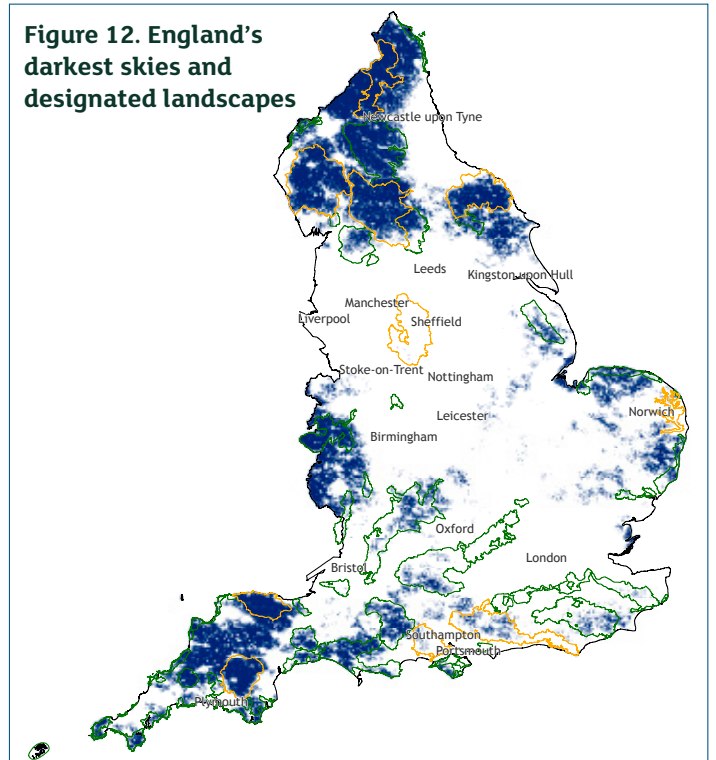 Figure 12. England's
darkest skies and
designated landscapes
Newcastle upon Tyne
Leeds
Kingston upon Hull
Manchester
Liverpool
Sheffield
Stoke-on-Trent
Nottingham
Leicester
Norwich
Birmingham
Oxford
London
Bristol
Southampton
Portsmouth
Plymouth